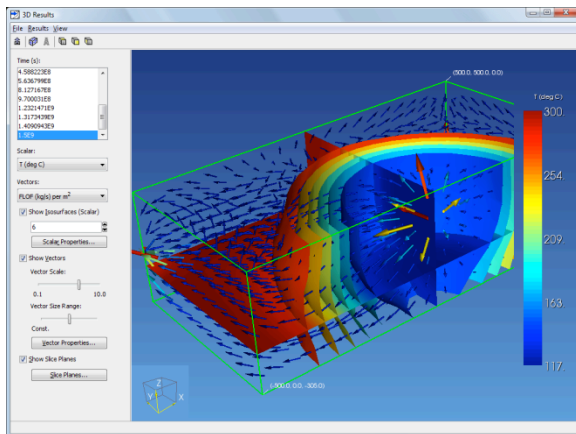 3D Results
File Results View
Time (s):
4.588223E8
5.636799E8
8.127167E8
9.700031E8
1.2321471E9
1.3173439E9
1.4090943E9
1.5E9
Scalar:
T (deg C)
Vectors:
FLOF (kg/s) per m²
Show Isosurfaces (Scalar)
6
Scalar Properties...
Show Vectors
Vector Scale:
0.1 10.0
Vector Size Range:
Const.
Vector Properties...
Show Slice Planes
Slice Planes...
(500.0, 500.0, 0.0)
T (deg C)
300.
254.
209.
163.
117.
(-500.0, 0.0, -305.0)
Z
Y
X